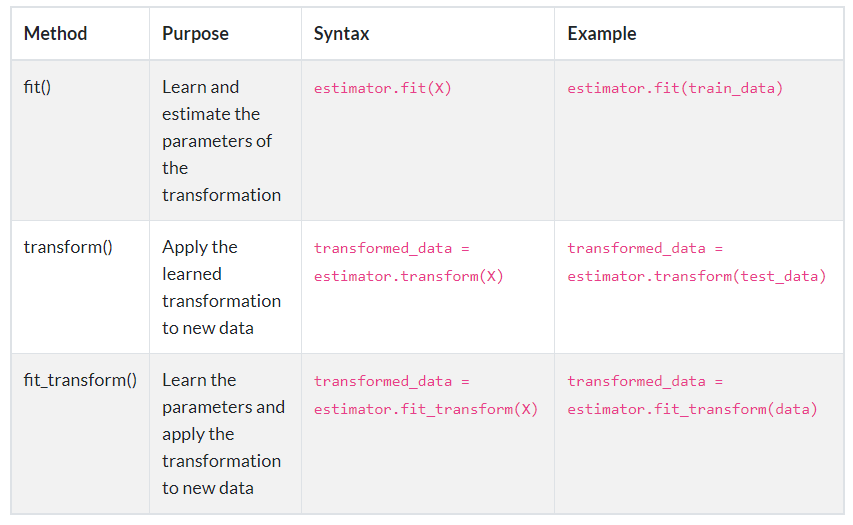 Method Purpose Syntax Example
fit() Learn and estimator.fit(X) estimator.fit(train_data)
estimate the
parameters of
the
transformation
transform() Apply the transformed_data = transformed_data =
learned estimator.transform(X) estimator.transform(test_data)
transformation
to new data
fit_transform() Learn the transformed_data = transformed_data =
parameters and estimator.fit_transform(X) estimator.fit_transform(data)
apply the
transformation
to new data